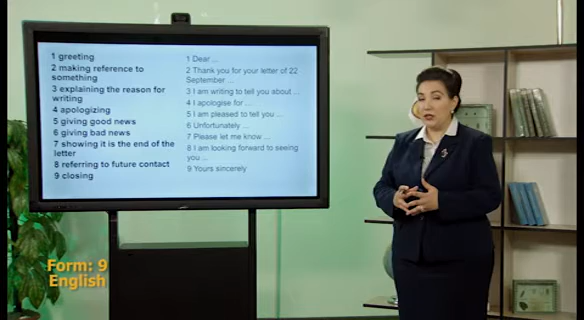 1 greeting
2 making reference to
something
3 explaining the reason for
writing
4 apologizing
5 giving good news
6 giving bad news
7 showing it is the end of the
letter
8 referring to future contact
9 closing
1 Dear ...
2 Thank you for your letter of 22
September ...
3 I am writing to tell you about ...
4 I apologise for ...
5 I am pleased to tell you ...
6 Unfortunately ...
7 Please let me know ...
8 I am looking forward to seeing
you ...
9 Yours sincerely
Form: 9
English